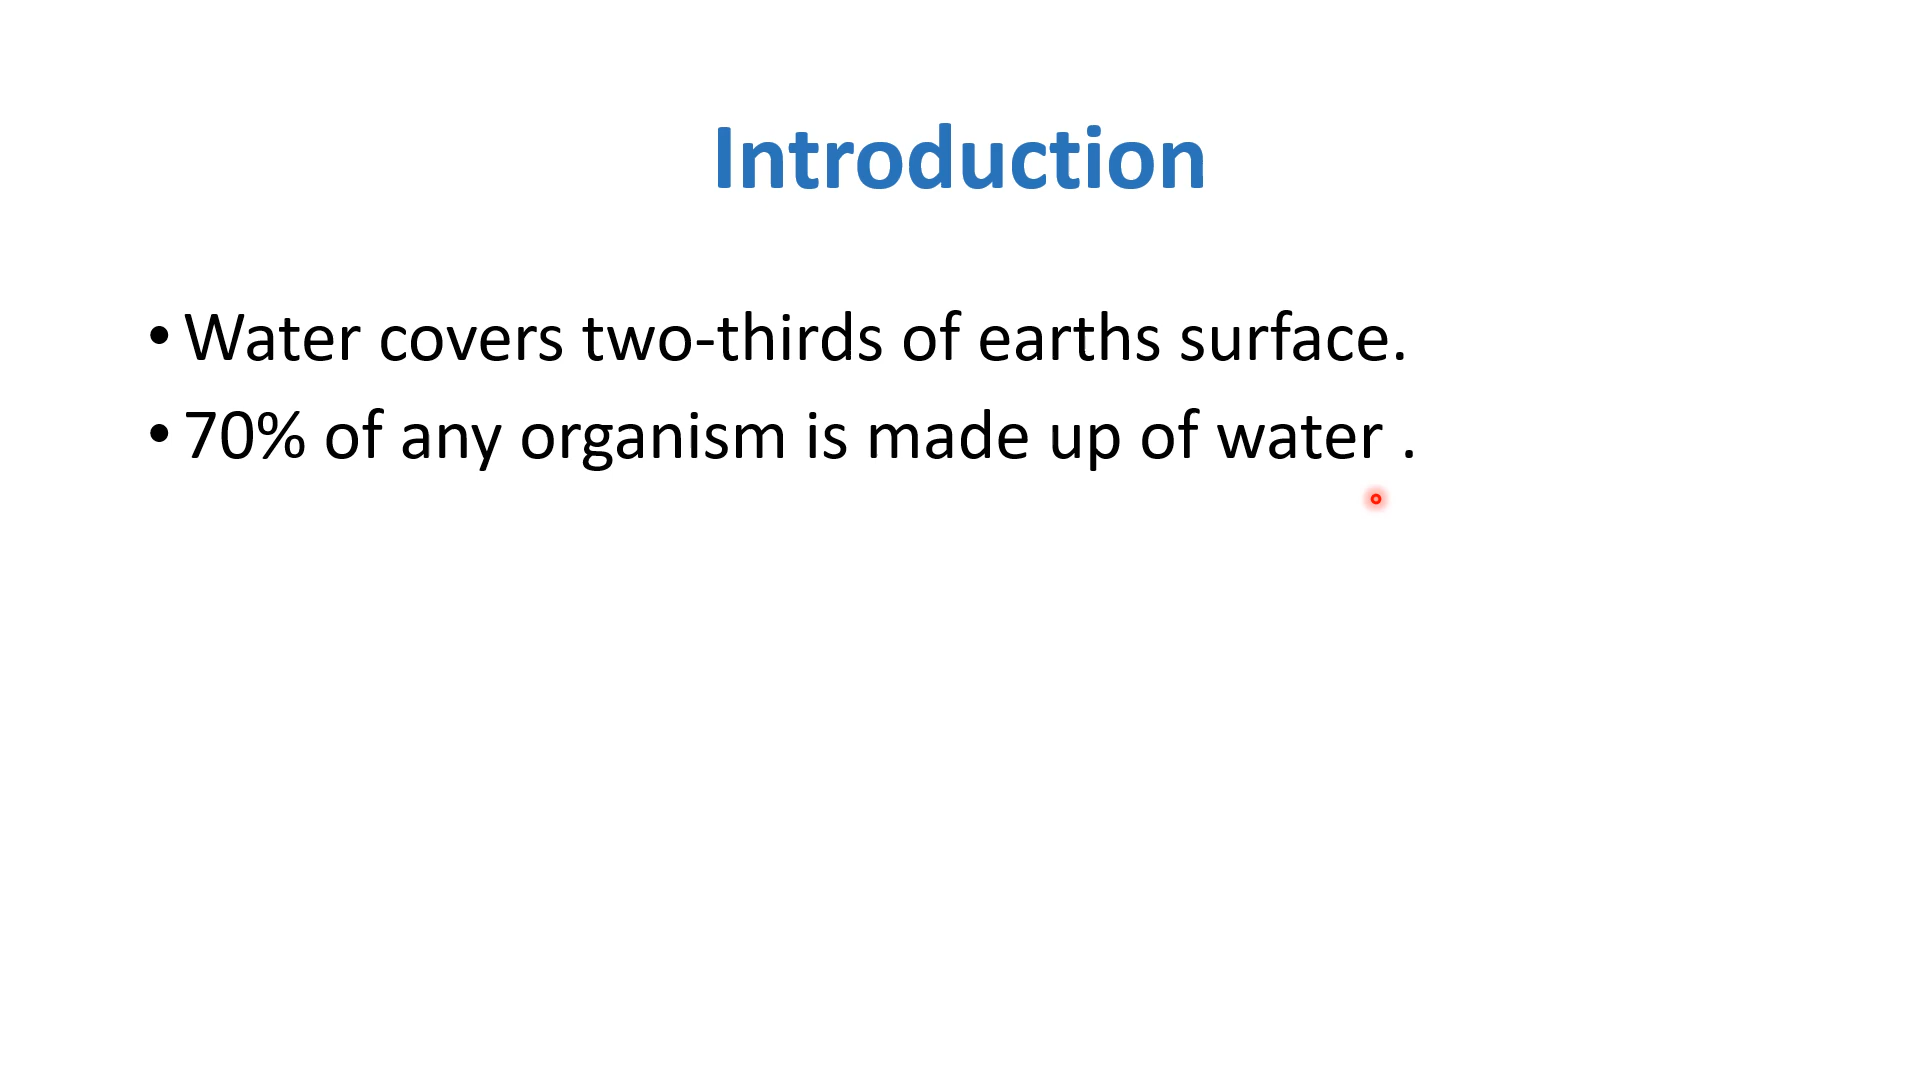 Introduction
• Water covers two-thirds of earths surface.
• 70% of any organism is made up of water .